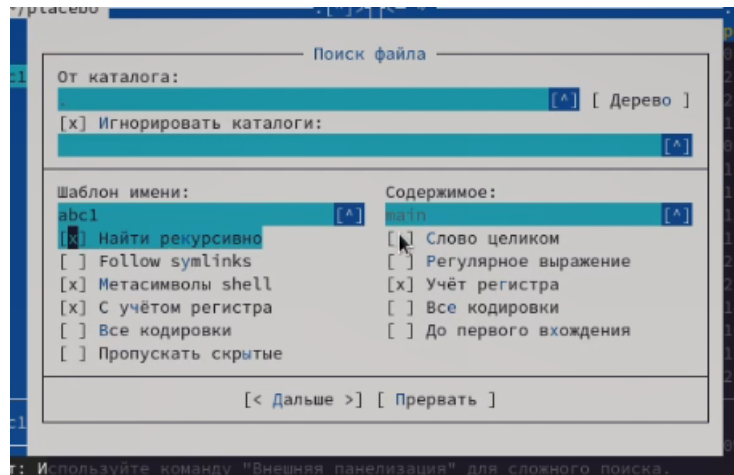 /placebo
Поиск файла
От каталога:
. [^] [ Дерево ]
[x] Игнорировать каталоги:
[^]
Шаблон имени: Содержимое:
abc1 [^] main [^]
[x] Найти рекурсивно [ ] Слово целиком
[ ] Follow symlinks [ ] Регулярное выражение
[x] Метасимволы shell [x] Учёт регистра
[x] С учётом регистра [ ] Все кодировки
[ ] Все кодировки [ ] До первого вхождения
[ ] Пропускать скрытые
[< Дальше >] [ Прервать ]
т: Используйте команду "Внешняя панелизация" для сложного поиска.